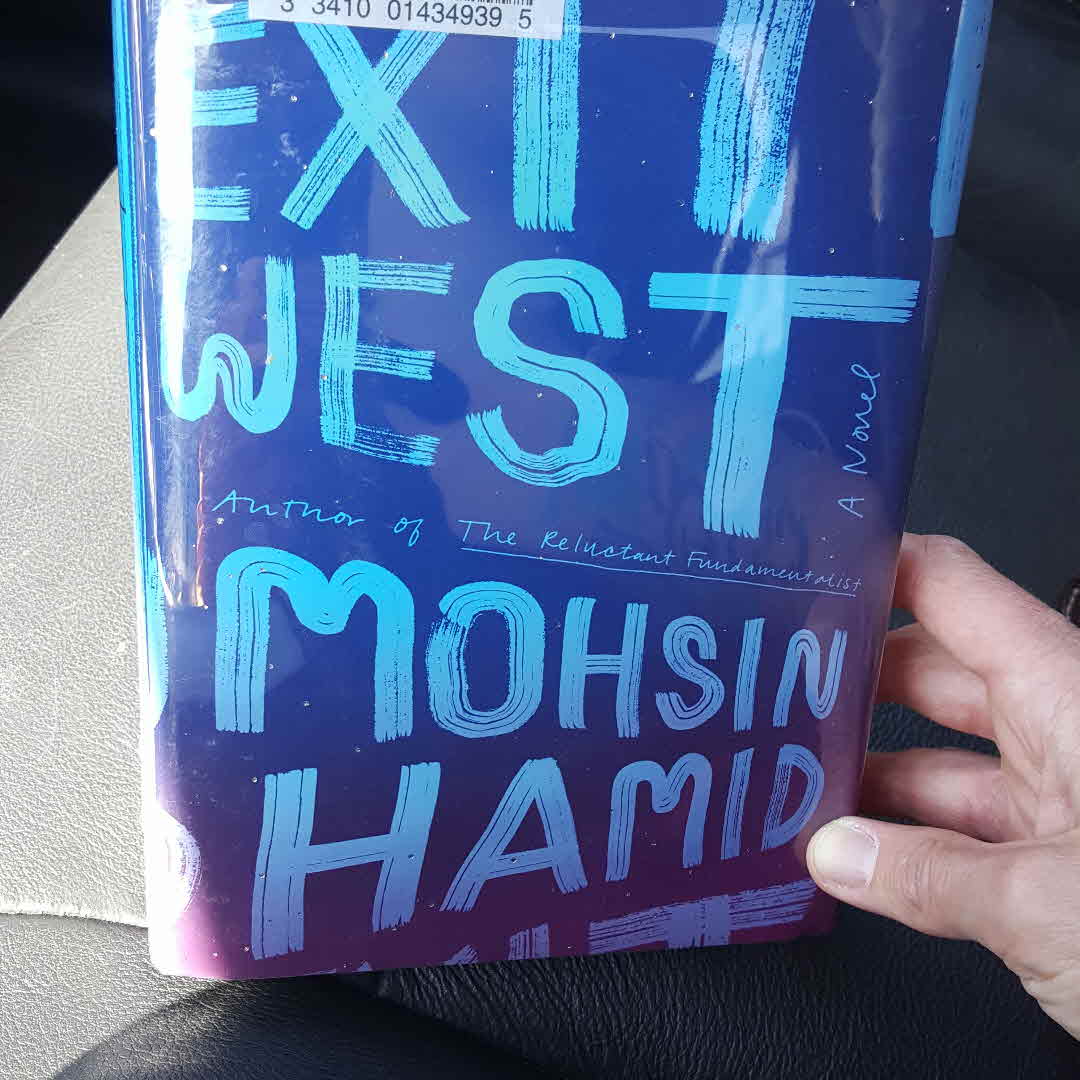 3 3410 01434939 5
EXIT
WEST
A Novel
Author of The Reluctant Fundamentalist
MOHSIN
HAMID